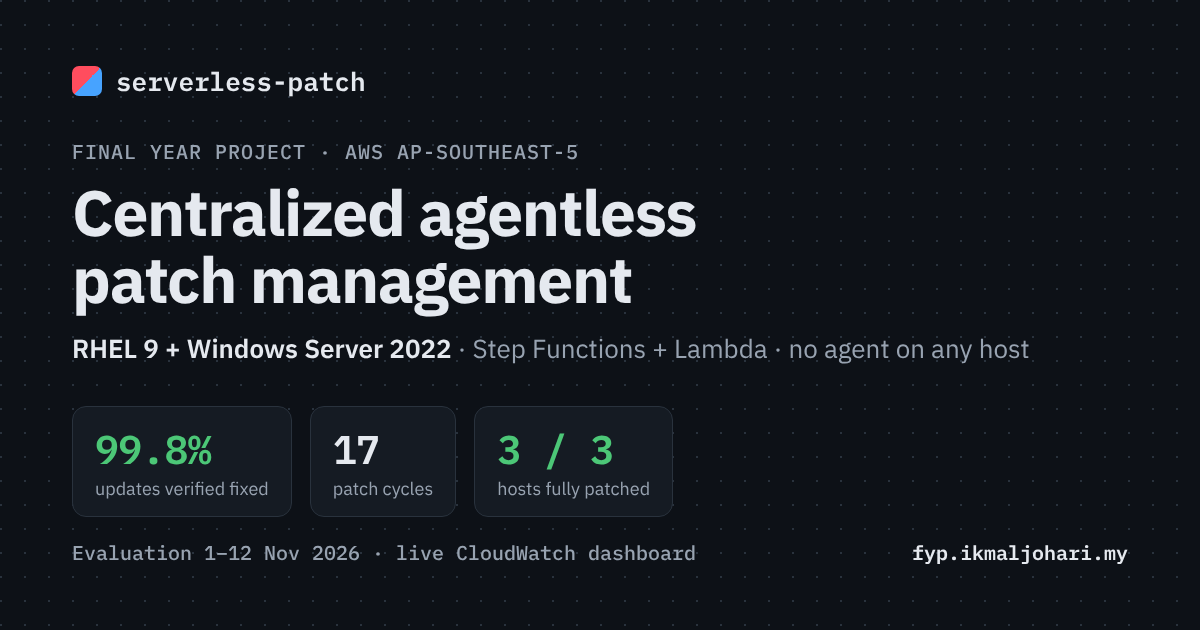 serverless-patch
FINAL YEAR PROJECT · AWS AP-SOUTHEAST-5
Centralized agentless
patch management
RHEL 9 + Windows Server 2022 · Step Functions + Lambda · no agent on any host
99.8%
updates verified fixed
17
patch cycles
3 / 3
hosts fully patched
Evaluation 1–12 Nov 2026 · live CloudWatch dashboard
fyp.ikmaljohari.my